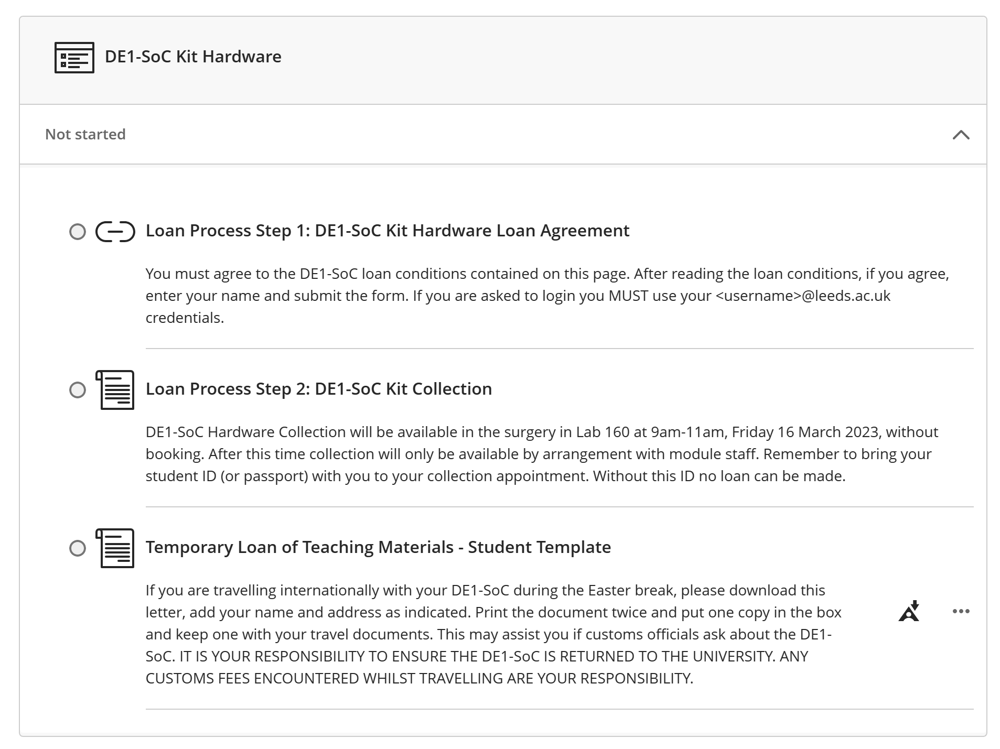 DE1-SoC Kit Hardware
Not started
Loan Process Step 1: DE1-SoC Kit Hardware Loan Agreement
You must agree to the DE1-SoC loan conditions contained on this page. After reading the loan conditions, if you agree,
enter your name and submit the form. If you are asked to login you MUST use your <username>@leeds.ac.uk
credentials.
Loan Process Step 2: DE1-SoC Kit Collection
DE1-SoC Hardware Collection will be available in the surgery in Lab 160 at 9am-11am, Friday 16 March 2023, without
booking. After this time collection will only be available by arrangement with module staff. Remember to bring your
student ID (or passport) with you to your collection appointment. Without this ID no loan can be made.
Temporary Loan of Teaching Materials - Student Template
If you are travelling internationally with your DE1-SoC during the Easter break, please download this
letter, add your name and address as indicated. Print the document twice and put one copy in the box
and keep one with your travel documents. This may assist you if customs officials ask about the DE1-
SoC. IT IS YOUR RESPONSIBILITY TO ENSURE THE DE1-SoC IS RETURNED TO THE UNIVERSITY. ANY
CUSTOMS FEES ENCOUNTERED WHILST TRAVELLING ARE YOUR RESPONSIBILITY.